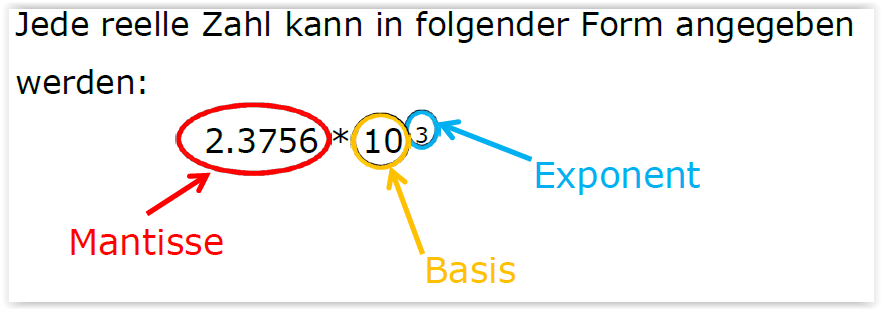 Jede reelle Zahl kann in folgender Form angegeben
werden:
2.3756 * 10 3
Exponent
Mantisse
Basis